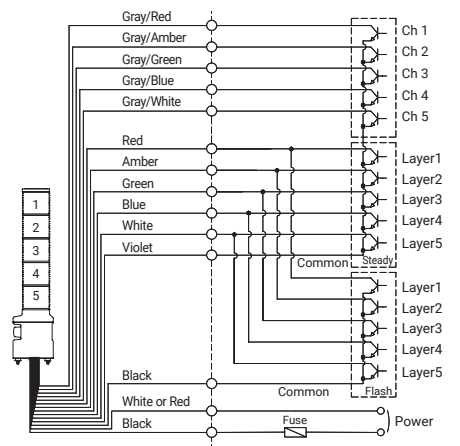 Gray/Red
Ch 1
Gray/Amber
Ch 2
Gray/Green
Ch 3
Gray/Blue
Ch 4
Gray/White
Ch 5
Red
Layer1
Amber
Layer2
Green
Layer3
Blue
Layer4
White
Layer5
Violet
Common
Steady
1
2
3
4
5
Layer1
Layer2
Layer3
Layer4
Layer5
Black
Common
Flash
White or Red
Black
Fuse
Power